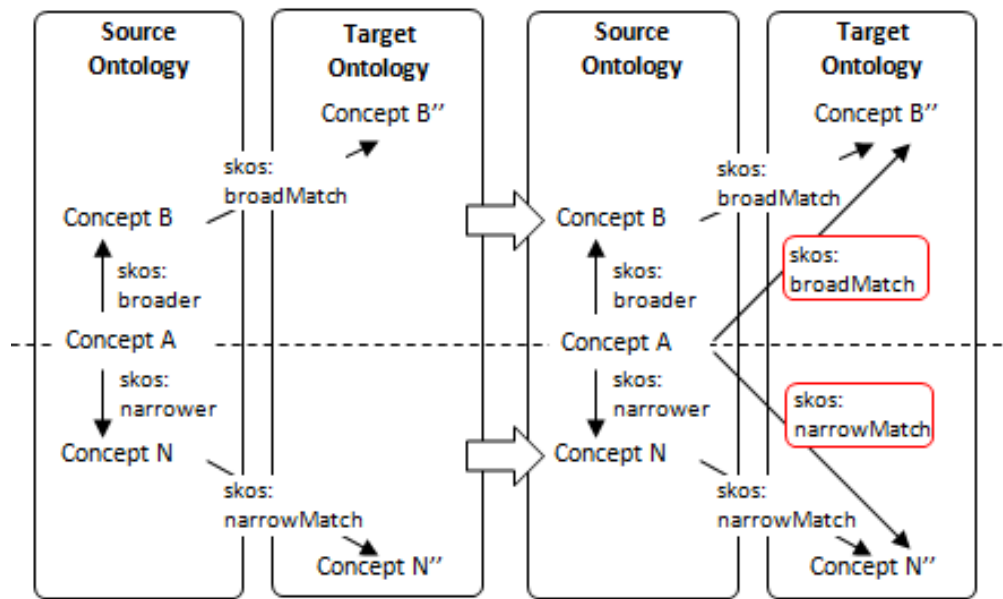 Source
Ontology
Target
Ontology
Concept B’’
skos:
broadMatch
Concept B
skos:
broader
Concept A
skos:
narrower
Concept N
skos:
narrowMatch
Concept N’’
Source
Ontology
Target
Ontology
Concept B’’
skos:
broadMatch
Concept B
skos:
broadMatch
skos:
broader
Concept A
skos:
narrower
skos:
narrowMatch
Concept N
skos:
narrowMatch
Concept N’’